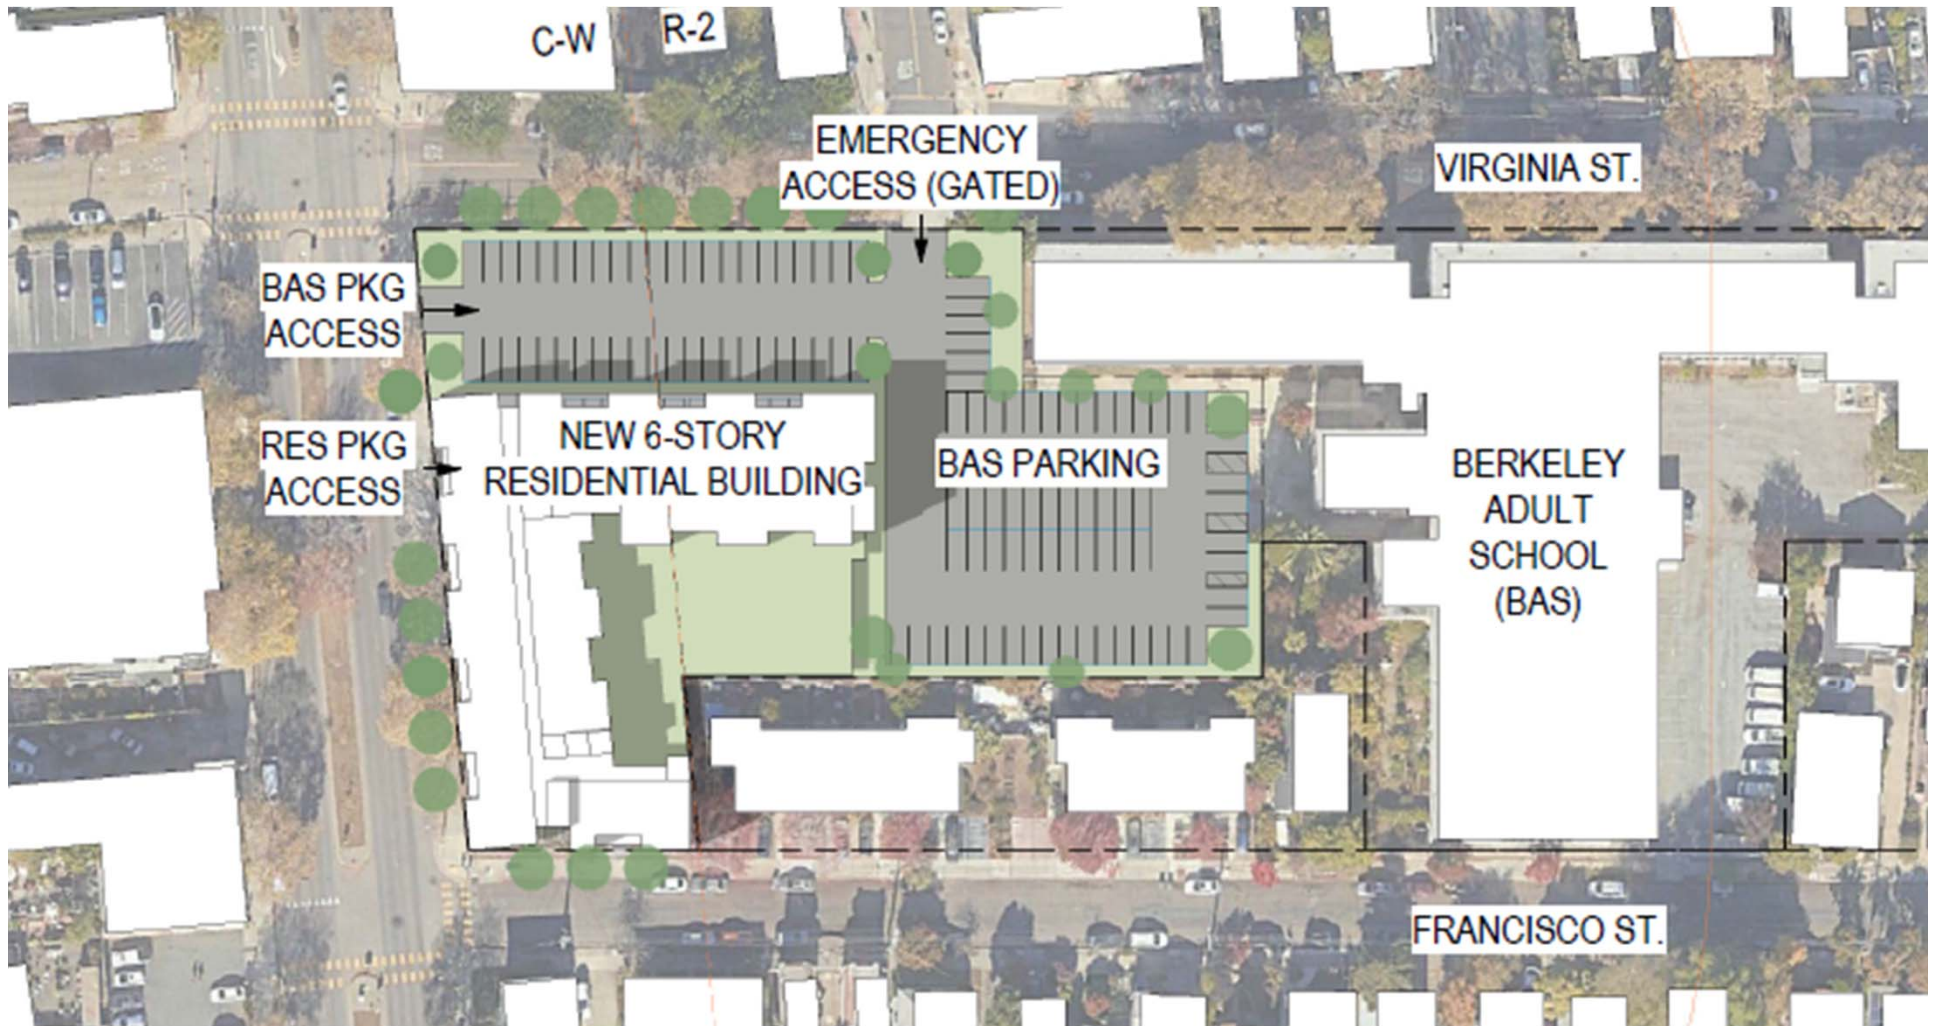 C-W
R-2
EMERGENCY
ACCESS (GATED)
VIRGINIA ST.
BAS PKG
ACCESS
RES PKG
ACCESS
NEW 6-STORY
RESIDENTIAL BUILDING
BAS PARKING
BERKELEY
ADULT
SCHOOL
(BAS)
FRANCISCO ST.